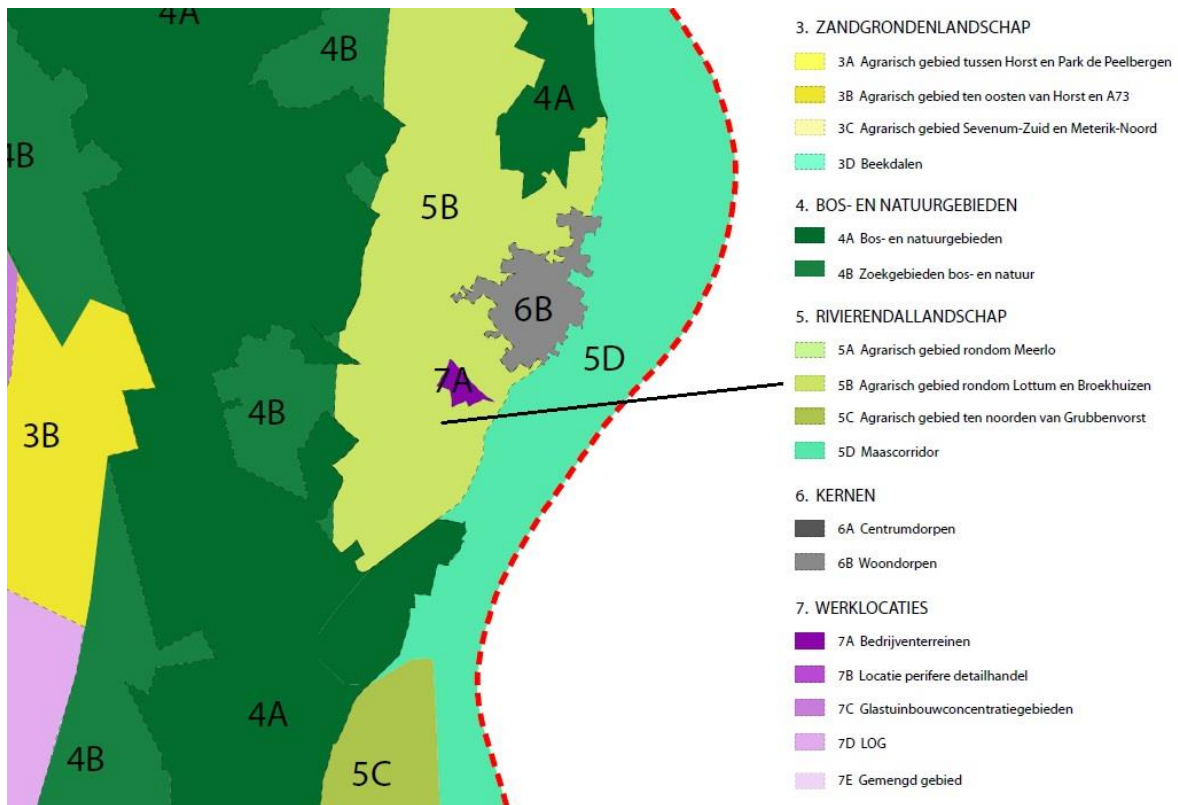 4A
4B
4A
4B
5B
6B
5D
7A
4B
3B
4A
4B
5C
3. ZANDGRONDENLANDSCHAP
3A Agrarisch gebied tussen Horst en Park de Peelbergen
3B Agrarisch gebied ten oosten van Horst en A73
3C Agrarisch gebied Sevenum-Zuid en Meterik-Noord
3D Beekdalen
4. BOS- EN NATUURGEBIEDEN
4A Bos- en natuurgebieden
4B Zoekgebieden bos- en natuur
5. RIVIERENDALLANDSCHAP
5A Agrarisch gebied rondom Meerlo
5B Agrarisch gebied rondom Lottum en Broekhuizen
5C Agrarisch gebied ten noorden van Grubbenvorst
5D Maascorridor
6. KERNEN
6A Centrumdorpen
6B Woondorpen
7. WERKLOCATIES
7A Bedrijventerreinen
7B Locatie perifere detailhandel
7C Glastuinbouwconcentratiegebieden
7D LOG
7E Gemengd gebied